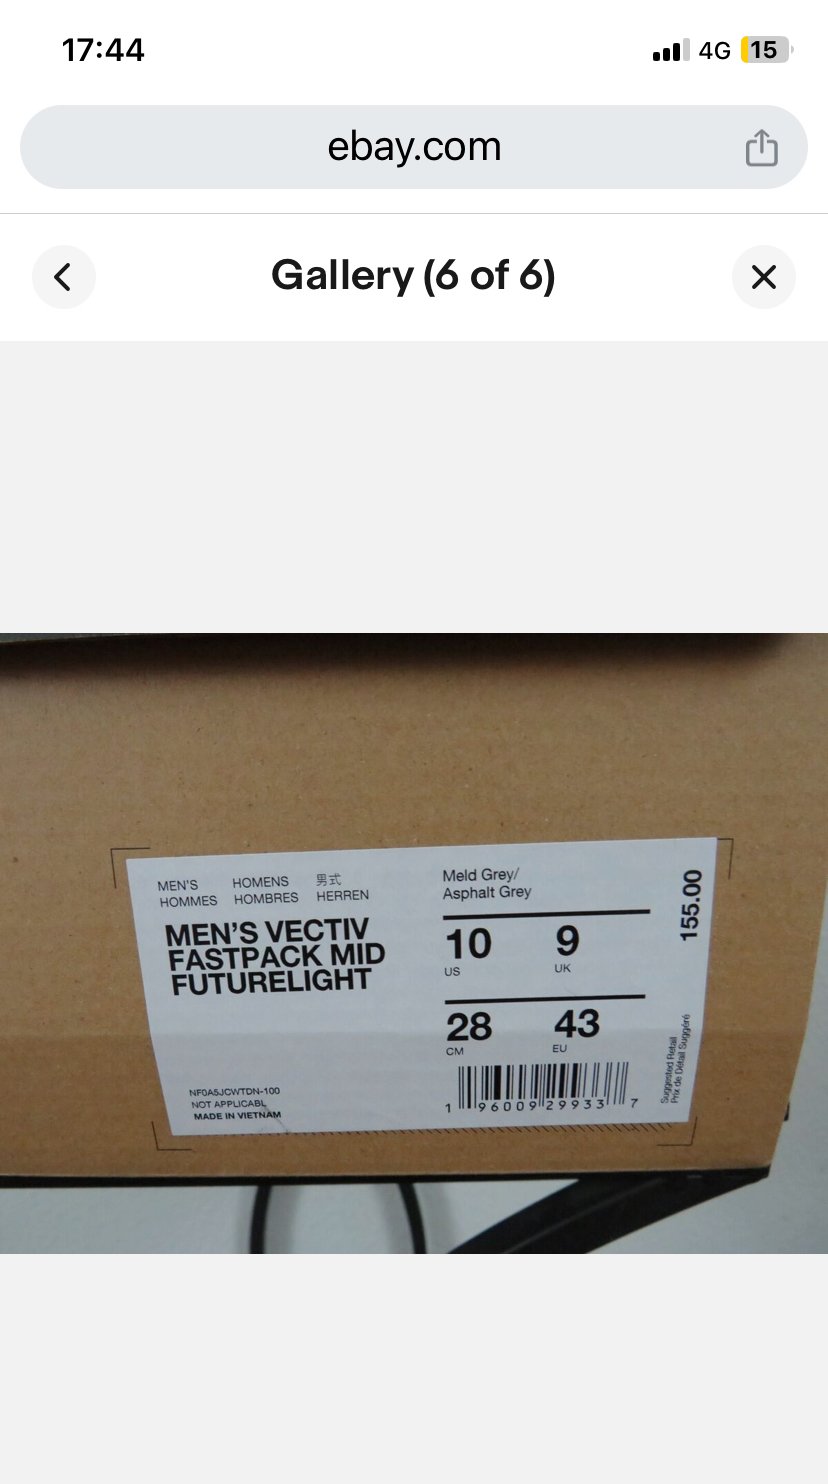 17:44
4G 15
ebay.com
Gallery (6 of 6)
MEN'S HOMENS 男式
HOMMES HOMBRES HERREN
MEN'S VECTIV
FASTPACK MID
FUTURELIGHT
NF0A5JCWTDN-100
NOT APPLICABL
MADE IN VIETNAM
Meld Grey/
Asphalt Grey
10 9
US UK
28 43
CM EU
1 96009 29933 7
155.00
Suggested Retail
Prix de Détail Suggéré